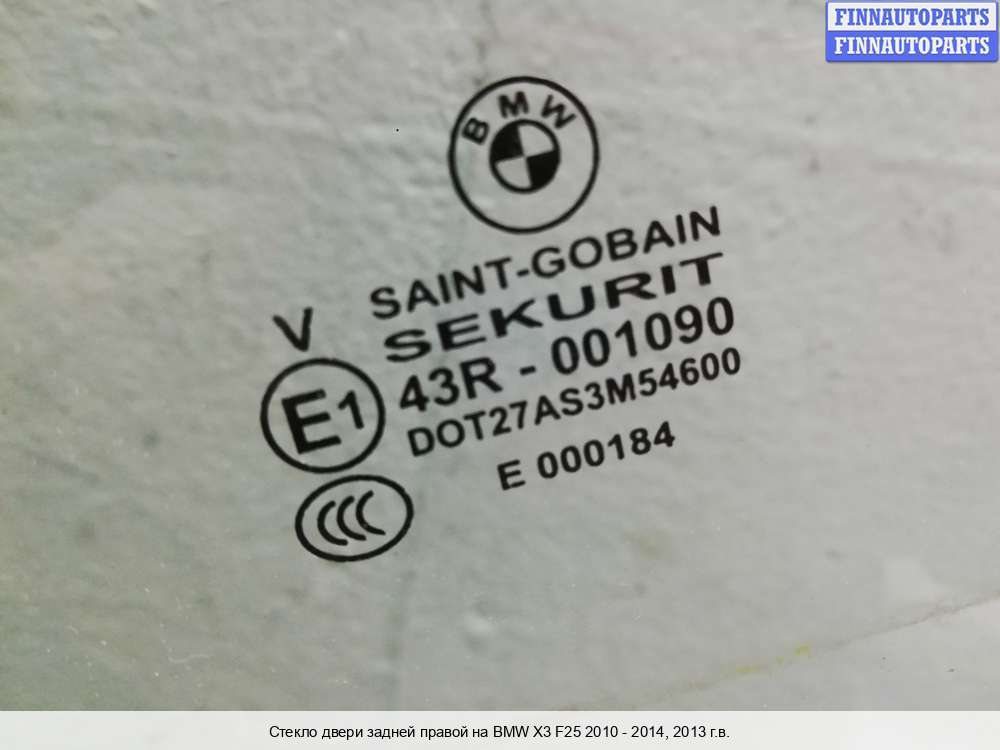 FINNAUTOPARTS
FINNAUTOPARTS
BMW
SAINT-GOBAIN
SEKURIT
V
E1
43R - 001090
DOT27AS3M54600
E 000184
CCC
Стекло двери задней правой на BMW X3 F25 2010 - 2014, 2013 г.в.